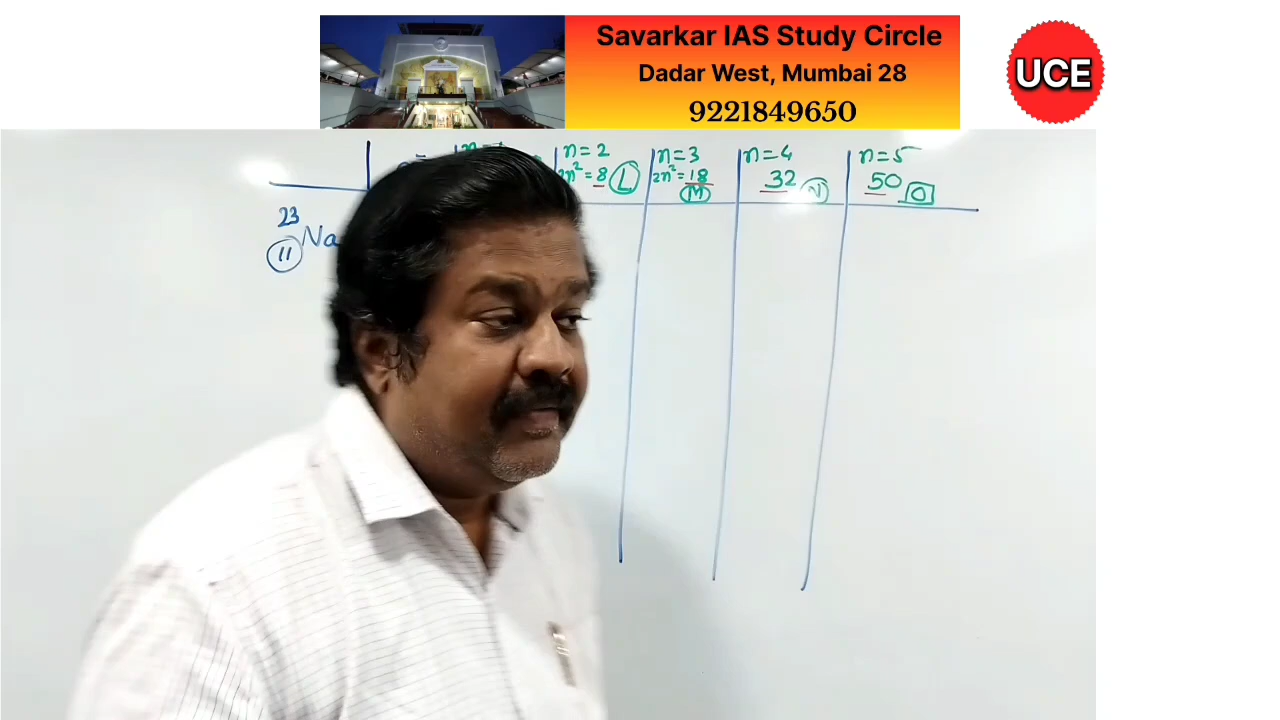 Savarkar IAS Study Circle
Dadar West, Mumbai 28
9221849650
UCE
n=2
2n²=8 L
n=3
2n²=18
M
n=4
32 N
n=5
50 O
23
11 Na